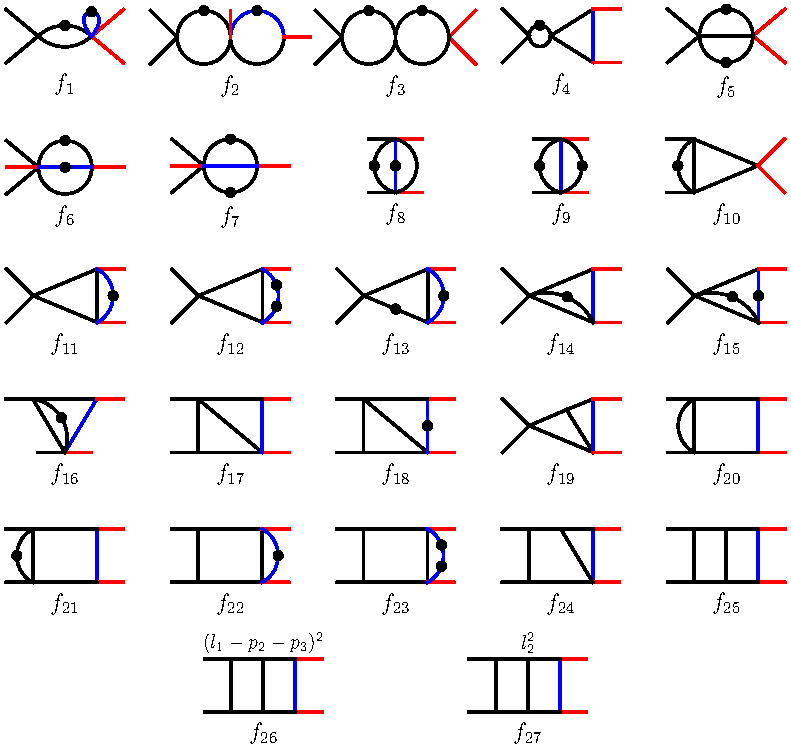 f_1 f_2 f_3 f_4 f_5
f_6 f_7 f_8 f_9 f_10
f_11 f_12 f_13 f_14 f_15
f_16 f_17 f_18 f_19 f_20
f_21 f_22 f_23 f_24 f_25
(l_1 − p_2 − p_3)^2 l_2^2
f_26 f_27